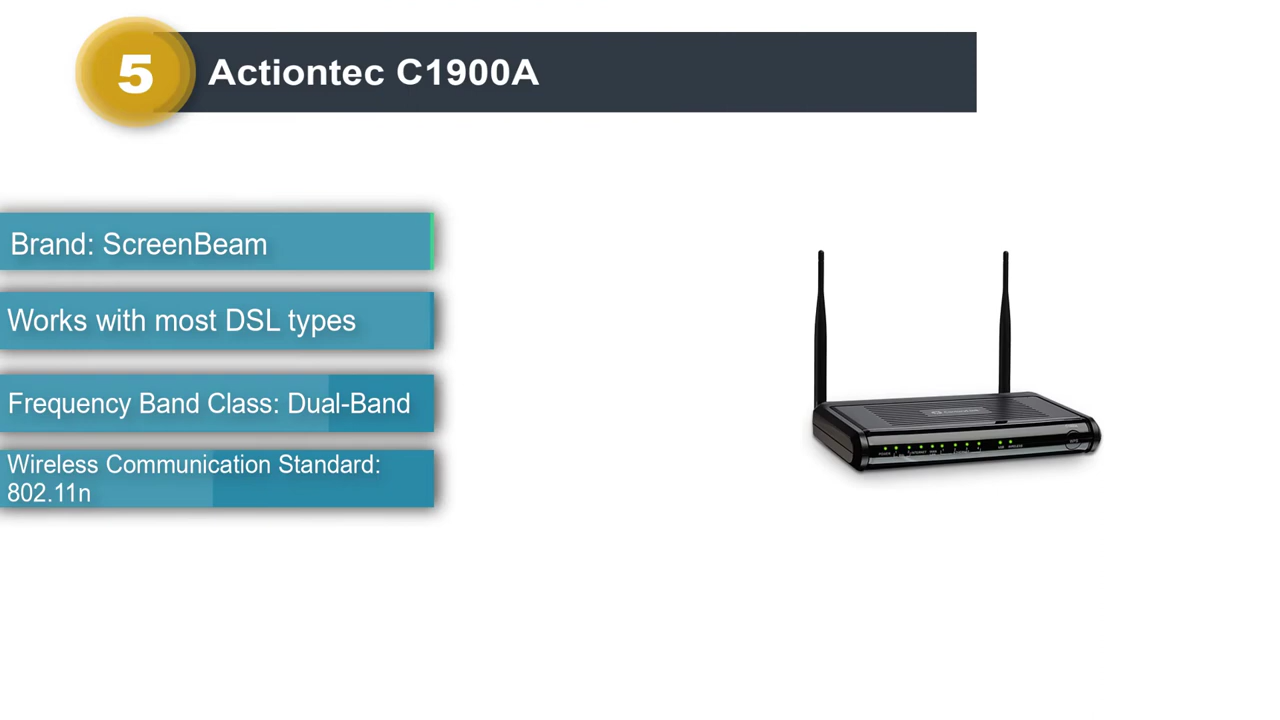 5
Actiontec C1900A
Brand: ScreenBeam
Works with most DSL types
Frequency Band Class: Dual-Band
Wireless Communication Standard:
802.11n